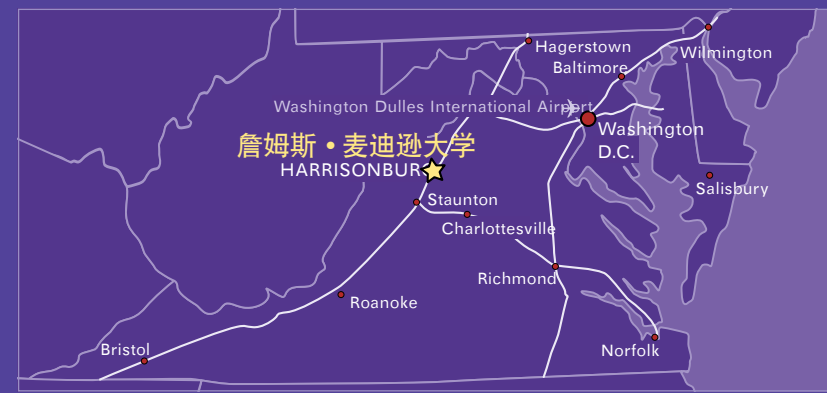 Hagerstown
Wilmington
Baltimore
Washington Dulles International Airport
Washington
D.C.
詹姆斯•麦迪逊大学
HARRISONBURG
Salisbury
Staunton
Charlottesville
Richmond
Roanoke
Bristol
Norfolk